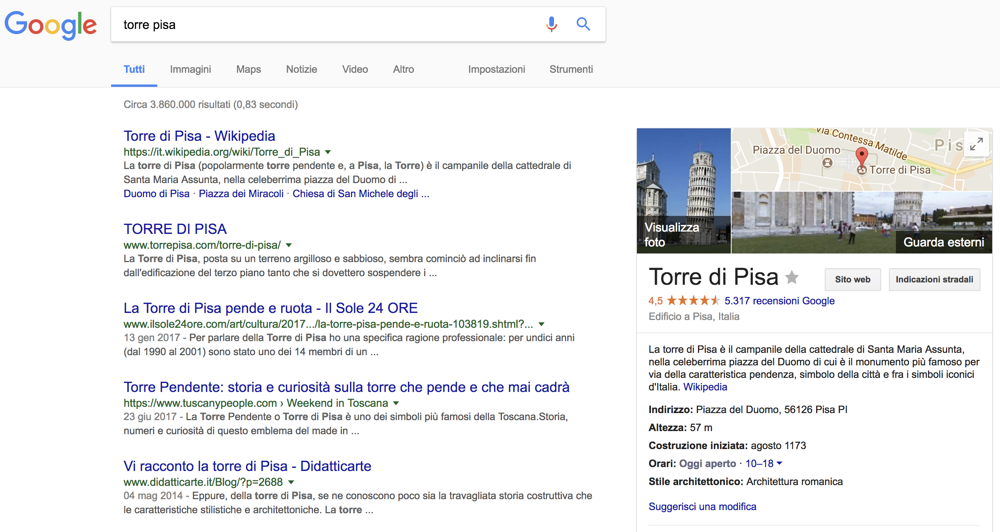 Google
torre pisa
Tutti Immagini Maps Notizie Video Altro Impostazioni Strumenti
Circa 3.860.000 risultati (0,83 secondi)
Torre di Pisa - Wikipedia
https://it.wikipedia.org/wiki/Torre_di_Pisa
La torre di Pisa (popolarmente torre pendente e, a Pisa, la Torre) è il campanile della cattedrale di
Santa Maria Assunta, nella celeberrima piazza del Duomo di ...
Duomo di Pisa · Piazza dei Miracoli · Chiesa di San Michele degli ...
TORRE DI PISA
www.torrepisa.com/torre-di-pisa/
La Torre di Pisa, posta su un terreno argilloso e sabbioso, sembra cominciò ad inclinarsi fin
dall'edificazione del terzo piano tanto che si dovettero sospendere i ...
La Torre di Pisa pende e ruota - Il Sole 24 ORE
www.ilsole24ore.com/art/cultura/2017.../la-torre-pisa-pende-e-ruota-103819.shtml?...
13 gen 2017 - Per parlare della Torre di Pisa ho una specifica ragione professionale: per undici anni
(dal 1990 al 2001) sono stato uno dei 14 membri di un ...
Torre Pendente: storia e curiosità sulla torre che pende e che mai cadrà
https://www.tuscanypeople.com › Weekend in Toscana
23 giu 2017 - La Torre Pendente o Torre di Pisa è uno dei simboli più famosi della Toscana.Storia,
numeri e curiosità di questo emblema del made in ...
Vi racconto la torre di Pisa - Didatticarte
www.didatticarte.it/Blog/?p=2688
04 mag 2014 - Eppure, della torre di Pisa, se ne conoscono poco sia la travagliata storia costruttiva che
le caratteristiche stilistiche e architettoniche. La torre ...
Via Contessa Matilde
Pis
Piazza del Duomo
Torre di Pisa
Visualizza
foto
Guarda esterni
Torre di Pisa
Sito web
Indicazioni stradali
4,5 5.317 recensioni Google
Edificio a Pisa, Italia
La torre di Pisa è il campanile della cattedrale di Santa Maria Assunta,
nella celeberrima piazza del Duomo di cui è il monumento più famoso per
via della caratteristica pendenza, simbolo della città e fra i simboli iconici
d'Italia. Wikipedia
Indirizzo: Piazza del Duomo, 56126 Pisa PI
Altezza: 57 m
Costruzione iniziata: agosto 1173
Orari: Oggi aperto · 10–18
Stile architettonico: Architettura romanica
Suggerisci una modifica